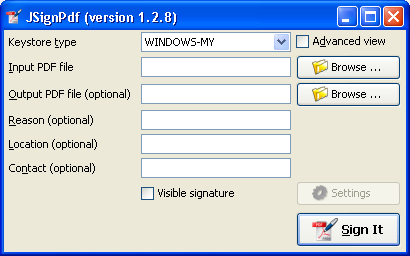 JSignPdf (version 1.2.8)
Keystore type WINDOWS-MY Advanced view
Input PDF file Browse ...
Output PDF file (optional) Browse ...
Reason (optional)
Location (optional)
Contact (optional)
Visible signature Settings
Sign It